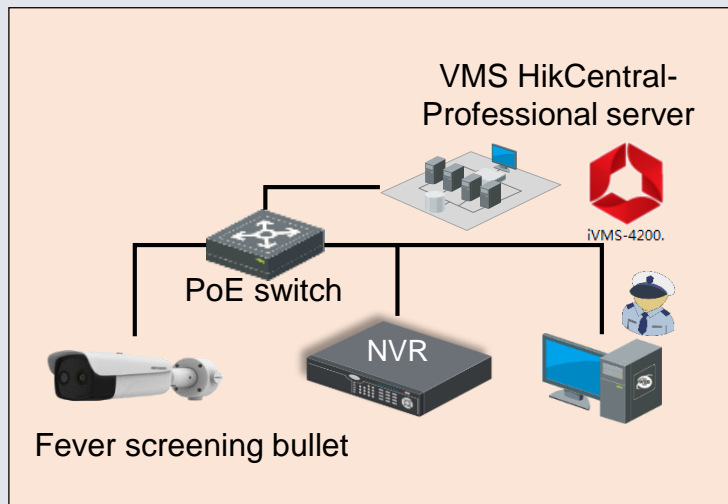 VMS HikCentral-
Professional server
iVMS-4200.
PoE switch
NVR
Fever screening bullet